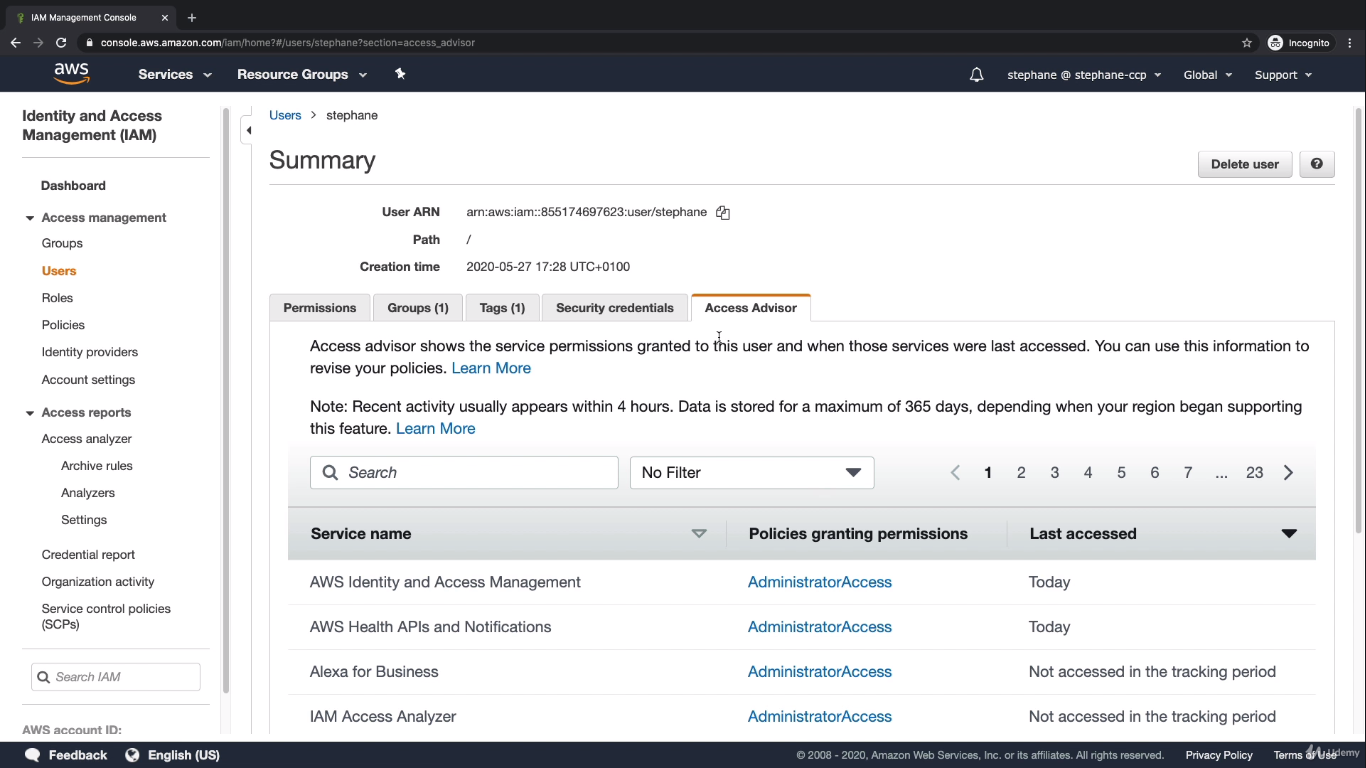 IAM Management Console
console.aws.amazon.com/iam/home?#/users/stephane?section=access_advisor
Incognito
aws
Services
Resource Groups
stephane @ stephane-ccp
Global
Support
Identity and Access
Management (IAM)
Dashboard
Access management
Groups
Users
Roles
Policies
Identity providers
Account settings
Access reports
Access analyzer
Archive rules
Analyzers
Settings
Credential report
Organization activity
Service control policies
(SCPs)
Search IAM
AWS account ID:
Users > stephane
Summary
Delete user
User ARN arn:aws:iam::855174697623:user/stephane
Path /
Creation time 2020-05-27 17:28 UTC+0100
Permissions
Groups (1)
Tags (1)
Security credentials
Access Advisor
Access advisor shows the service permissions granted to this user and when those services were last accessed. You can use this information to
revise your policies. Learn More
Note: Recent activity usually appears within 4 hours. Data is stored for a maximum of 365 days, depending when your region began supporting
this feature. Learn More
Search
No Filter
1 2 3 4 5 6 7 ... 23
Service name Policies granting permissions Last accessed
AWS Identity and Access Management AdministratorAccess Today
AWS Health APIs and Notifications AdministratorAccess Today
Alexa for Business AdministratorAccess Not accessed in the tracking period
IAM Access Analyzer AdministratorAccess Not accessed in the tracking period
Feedback
English (US)
© 2008 - 2020, Amazon Web Services, Inc. or its affiliates. All rights reserved.
Privacy Policy
Terms of Use
Udemy